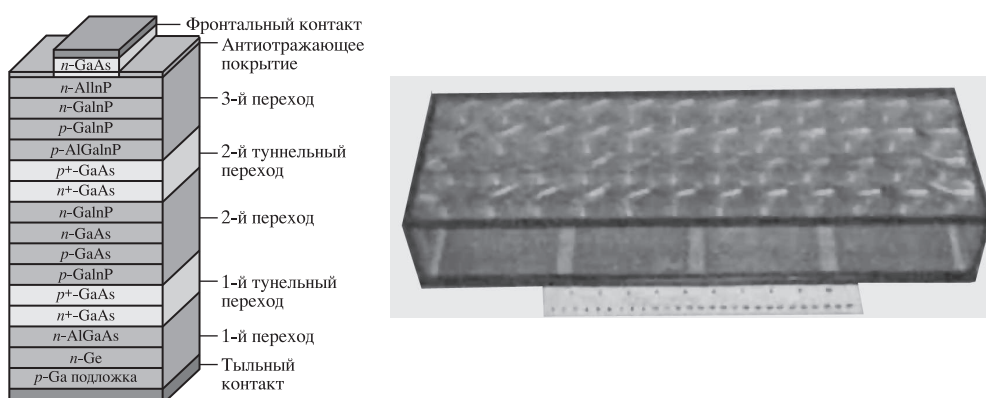 Фронтальный контакт
Антиотражающее
покрытие
n-GaAs
n-AlInP
n-GaInP
3-й переход
p-GaInP
p-AlGaInP
2-й туннельный
переход
p+-GaAs
n+-GaAs
n-GaInP
2-й переход
n-GaAs
p-GaAs
p-GaInP
1-й тунельный
переход
p+-GaAs
n+-GaAs
n-AlGaAs
1-й переход
n-Ge
p-Ga подложка
Тыльный
контакт